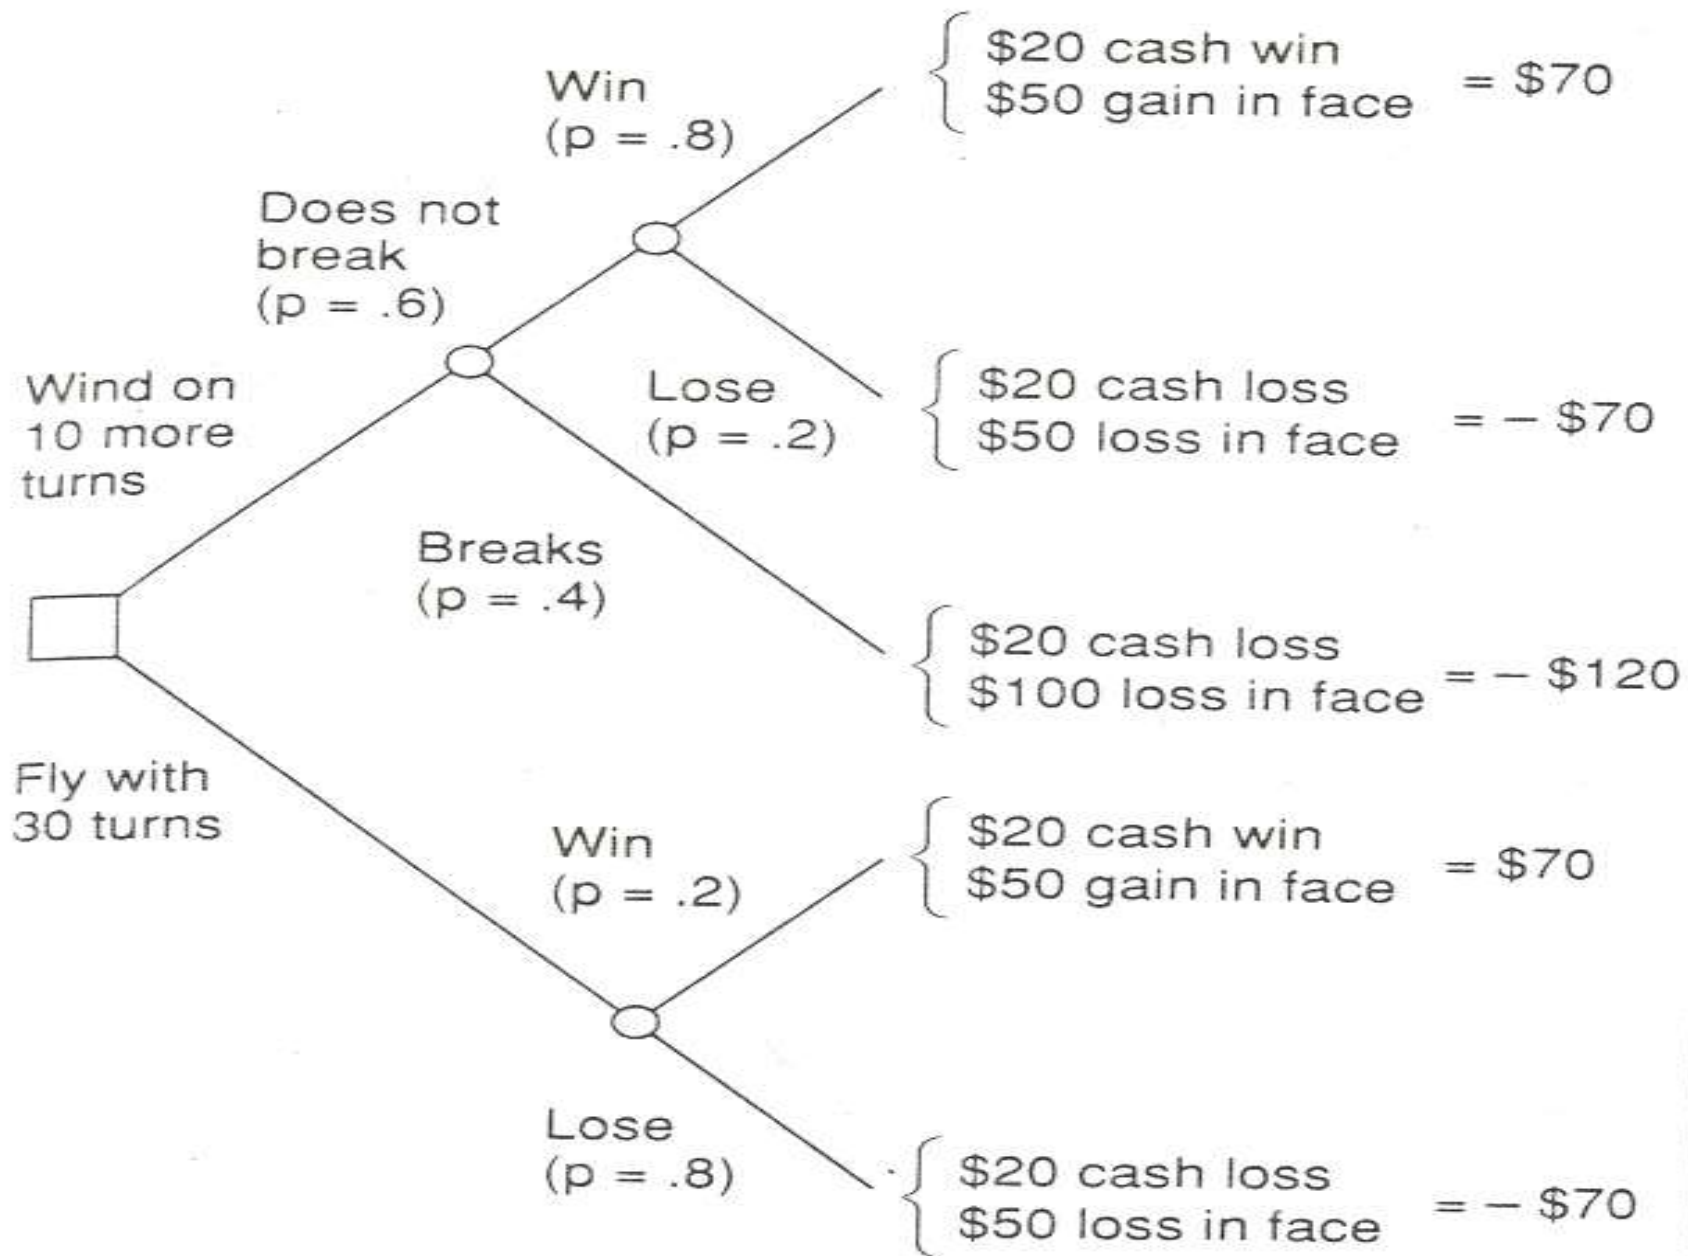 Win
(p = .8)
$20 cash win
$50 gain in face
= $70
Does not
break
(p = .6)
Wind on
10 more
turns
Lose
(p = .2)
$20 cash loss
$50 loss in face
= – $70
Breaks
(p = .4)
$20 cash loss
$100 loss in face
= – $120
Fly with
30 turns
Win
(p = .2)
$20 cash win
$50 gain in face
= $70
Lose
(p = .8)
$20 cash loss
$50 loss in face
= – $70